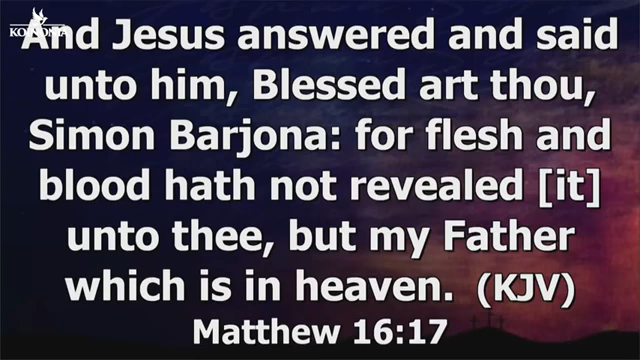 KOINONIA
And Jesus answered and said
unto him, Blessed art thou,
Simon Barjona: for flesh and
blood hath not revealed [it]
unto thee, but my Father
which is in heaven. (KJV)
Matthew 16:17